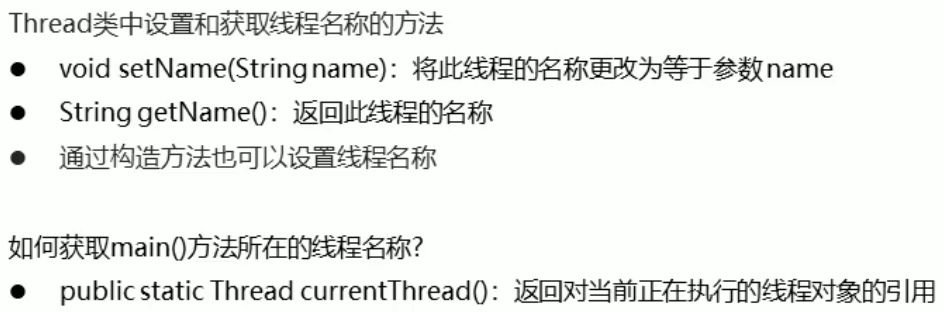 Thread类中设置和获取线程名称的方法
● void setName(String name)：将此线程的名称更改为等于参数name
● String getName()：返回此线程的名称
● 通过构造方法也可以设置线程名称
如何获取main()方法所在的线程名称?
● public static Thread currentThread()：返回对当前正在执行的线程对象的引用